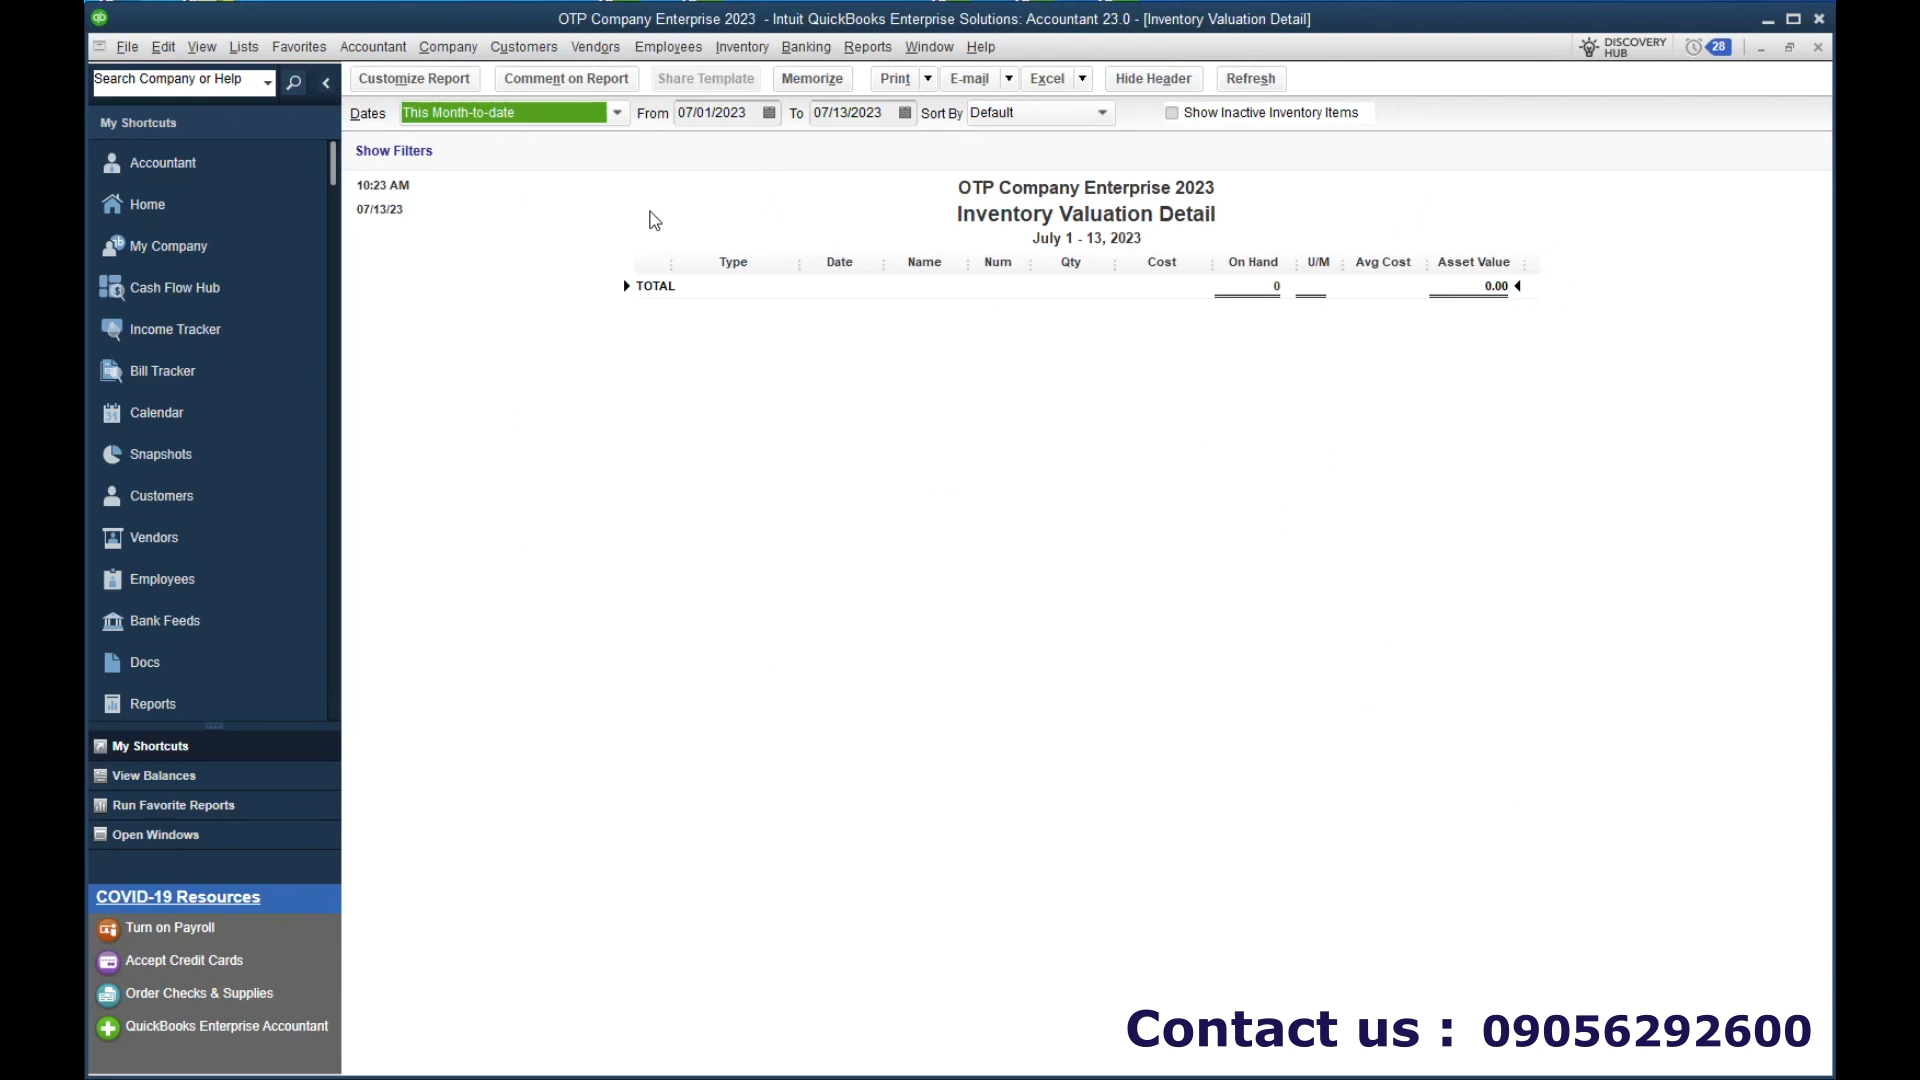 OTP Company Enterprise 2023 - Intuit QuickBooks Enterprise Solutions: Accountant 23.0 - [Inventory Valuation Detail]
File Edit View Lists Favorites Accountant Company Customers Vendors Employees Inventory Banking Reports Window Help
DISCOVERY HUB 28
Search Company or Help
Customize Report Comment on Report Share Template Memorize Print E-mail Excel Hide Header Refresh
Dates This Month-to-date From 07/01/2023 To 07/13/2023 Sort By Default Show Inactive Inventory Items
Show Filters
My Shortcuts
Accountant
Home
My Company
Cash Flow Hub
Income Tracker
Bill Tracker
Calendar
Snapshots
Customers
Vendors
Employees
Bank Feeds
Docs
Reports
My Shortcuts
View Balances
Run Favorite Reports
Open Windows
COVID-19 Resources
Turn on Payroll
Accept Credit Cards
Order Checks & Supplies
QuickBooks Enterprise Accountant
10:23 AM
07/13/23
OTP Company Enterprise 2023
Inventory Valuation Detail
July 1 - 13, 2023
Type Date Name Num Qty Cost On Hand U/M Avg Cost Asset Value
TOTAL 0 0.00
Contact us : 09056292600